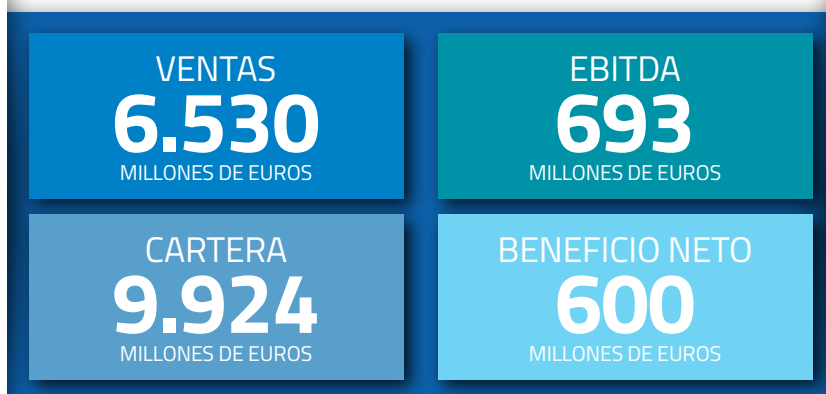 VENTAS
6.530
MILLONES DE EUROS
EBITDA
693
MILLONES DE EUROS
CARTERA
9.924
MILLONES DE EUROS
BENEFICIO NETO
600
MILLONES DE EUROS